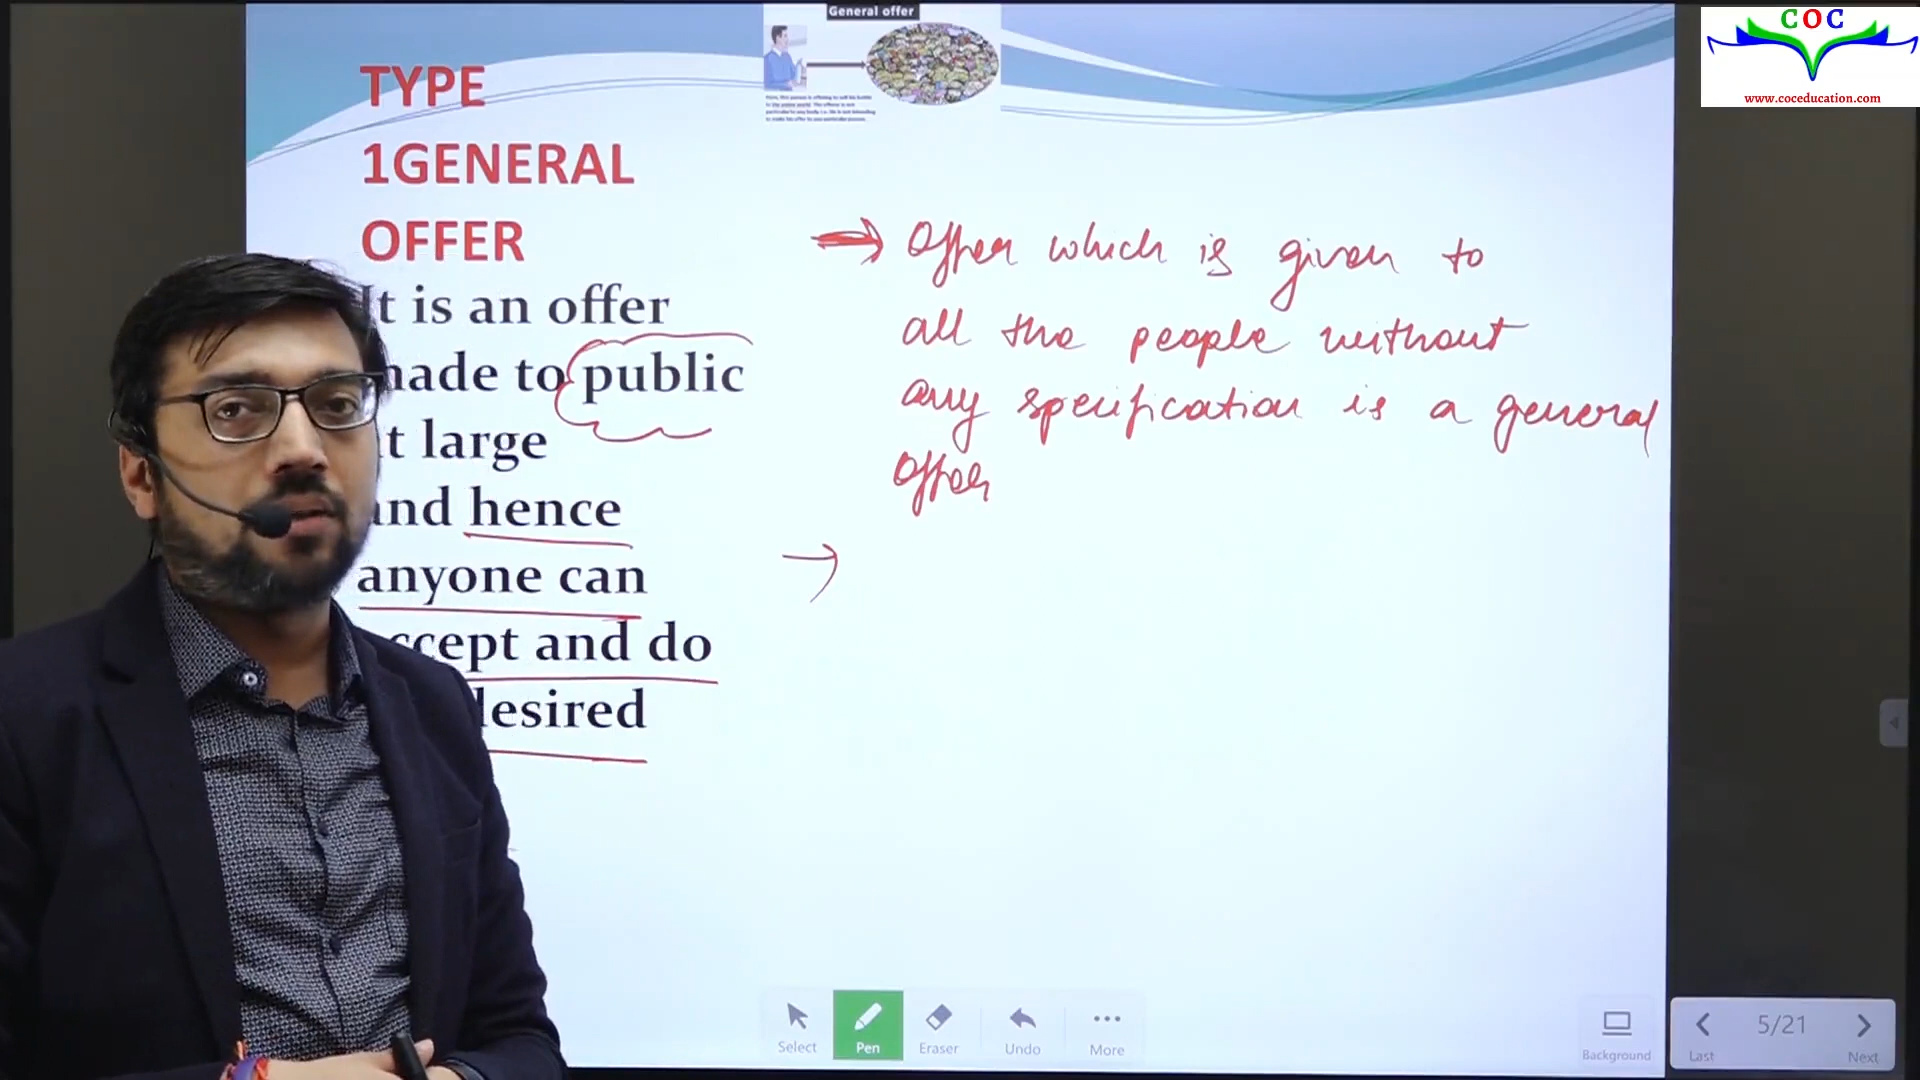 General offer
COC
www.coceducation.com
TYPE
1GENERAL
OFFER
t is an offer
ade to public
t large
nd hence
anyone can
ccept and do
esired
Offer which is given to
all the people without
any specification is a general
offer
Select
Pen
Eraser
Undo
More
Background
5/21
Last
Next